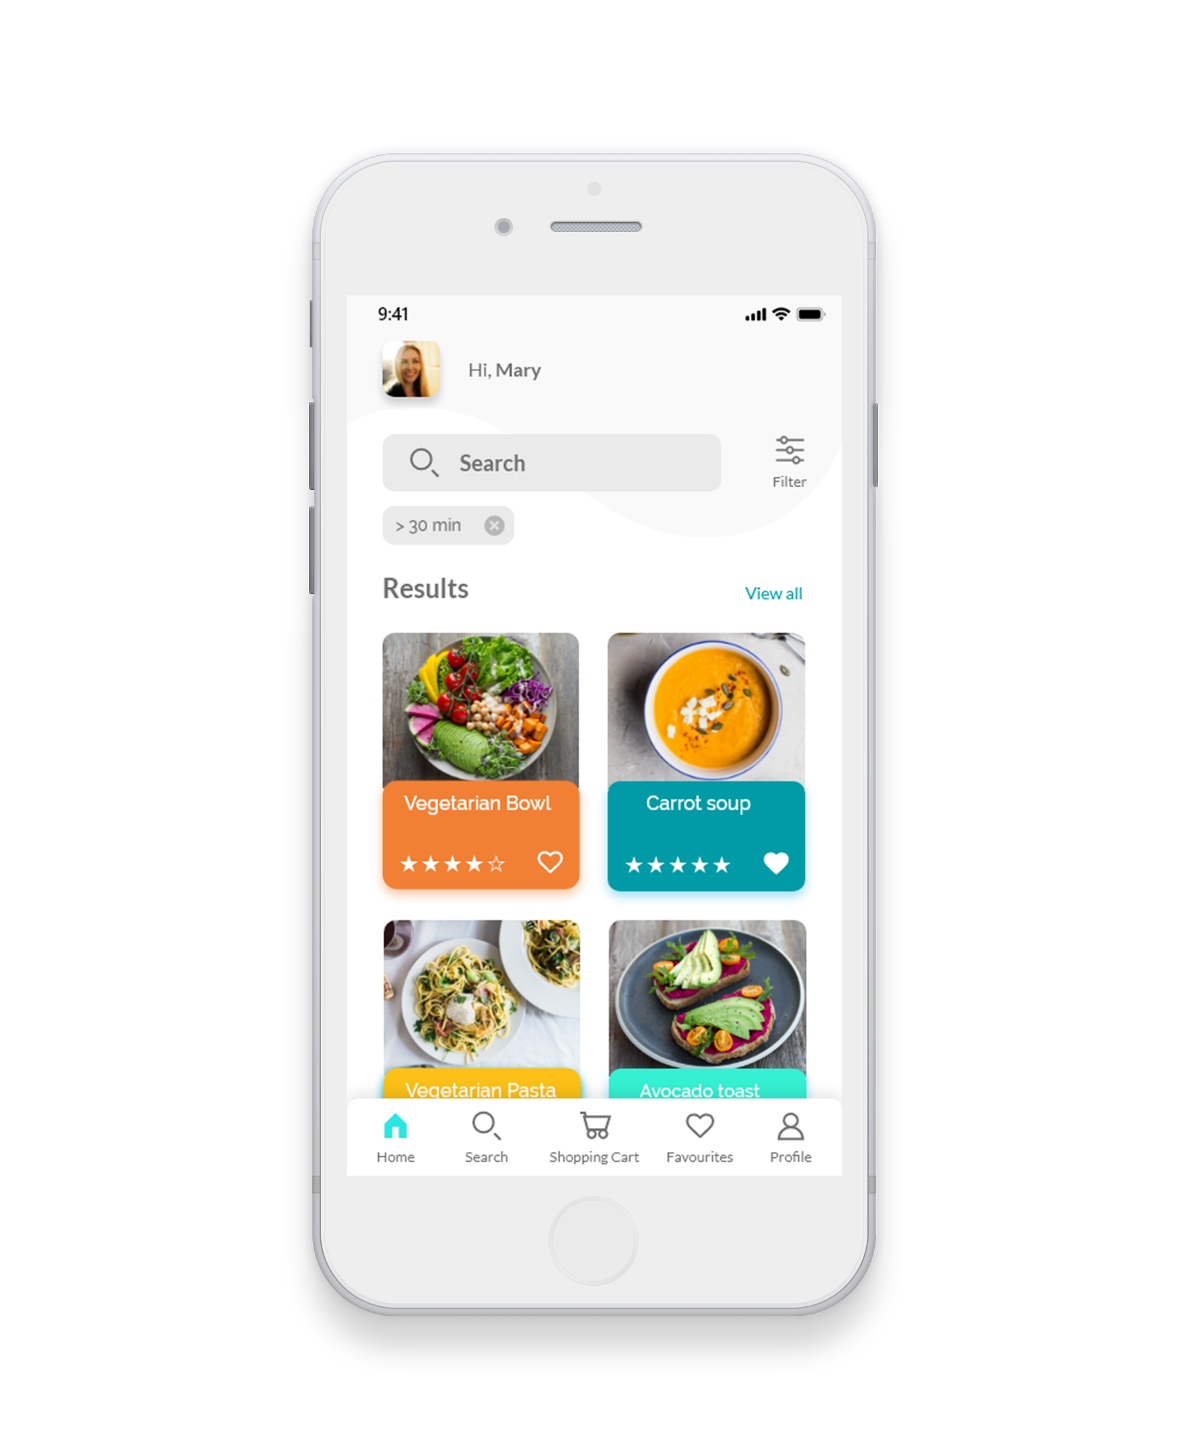 9:41
Hi, Mary
Search
Filter
> 30 min
Results
View all
Vegetarian Bowl
Carrot soup
Vegetarian Pasta
Avocado toast
Home
Search
Shopping Cart
Favourites
Profile